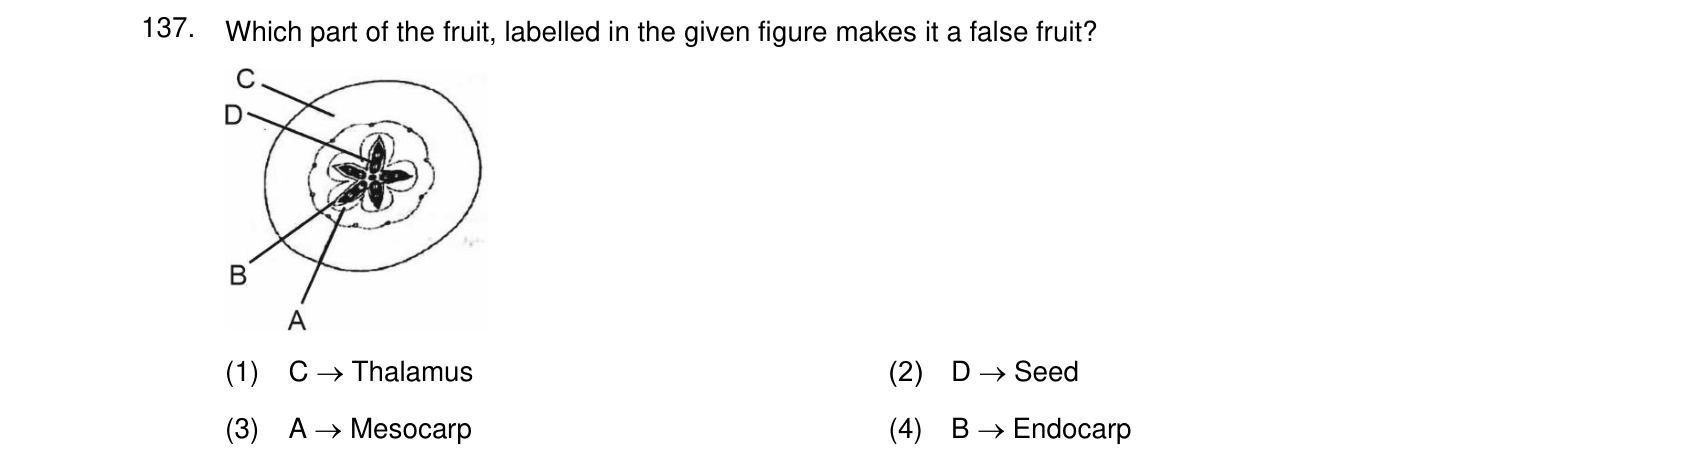 137. Which part of the fruit, labelled in the given figure makes it a false fruit?
C
D
B
A
(1) C → Thalamus (2) D → Seed
(3) A → Mesocarp (4) B → Endocarp